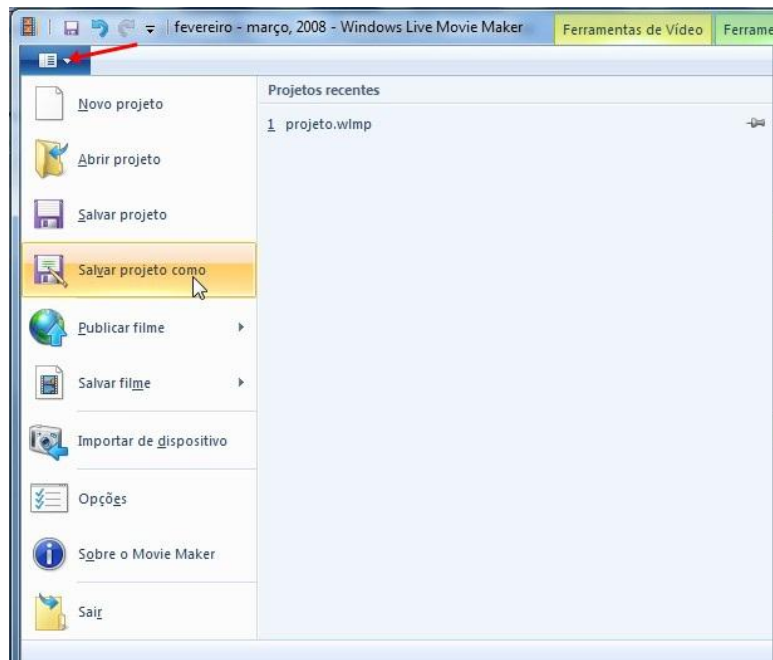 fevereiro - março, 2008 - Windows Live Movie Maker
Ferramentas de Vídeo
Ferrame
Novo projeto
Abrir projeto
Salvar projeto
Salvar projeto como
Publicar filme
Salvar filme
Importar de dispositivo
Opções
Sobre o Movie Maker
Sair
Projetos recentes
1 projeto.wlmp